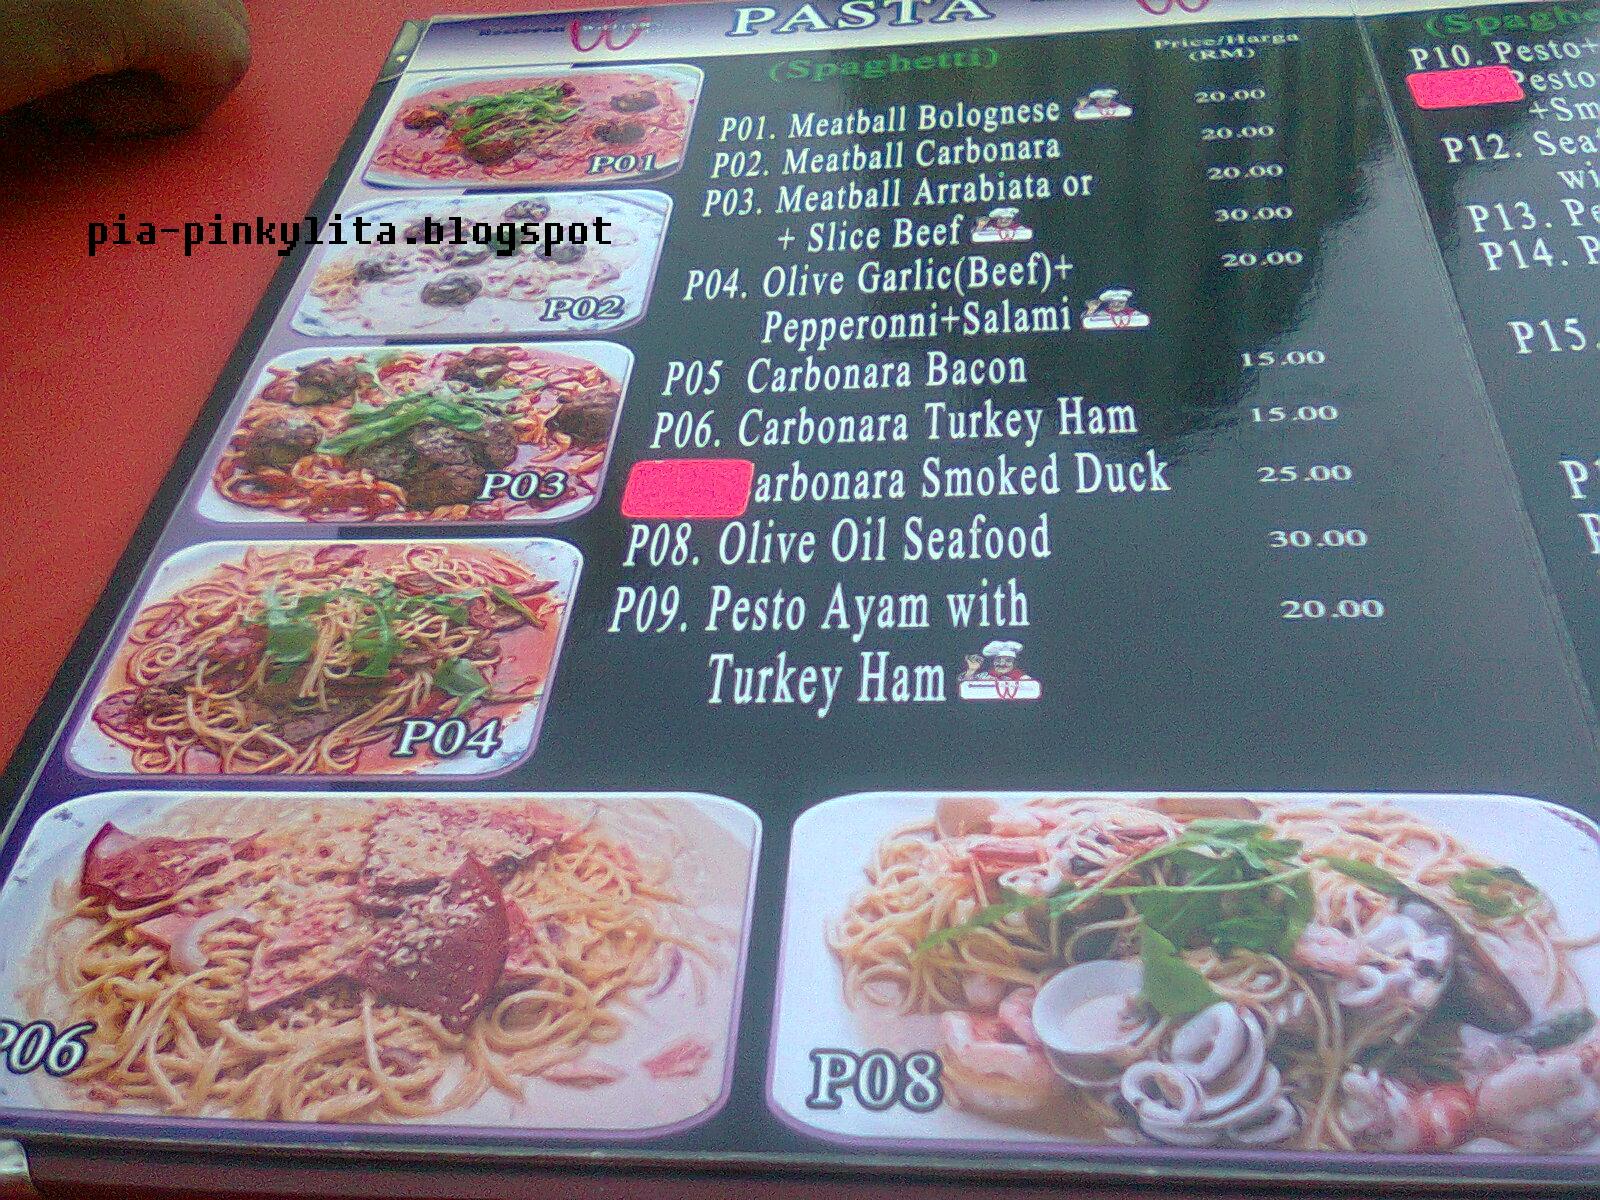 PASTA
(Spaghetti)
Price/Harga
(RM)
P01. Meatball Bolognese 20.00
P02. Meatball Carbonara 20.00
P03. Meatball Arrabiata or 20.00
+ Slice Beef 30.00
P04. Olive Garlic(Beef)+ 20.00
Pepperonni+Salami
P05 Carbonara Bacon 15.00
P06. Carbonara Turkey Ham 15.00
arbonara Smoked Duck 25.00
P08. Olive Oil Seafood 30.00
P09. Pesto Ayam with 20.00
Turkey Ham
P01
P02
P03
P04
P06
P08
pia-pinkylita.blogspot
(Spaghe
P10. Pesto+
Pesto
+Sm
P12. Sea
wi
P13. Pe
P14. P
P15.